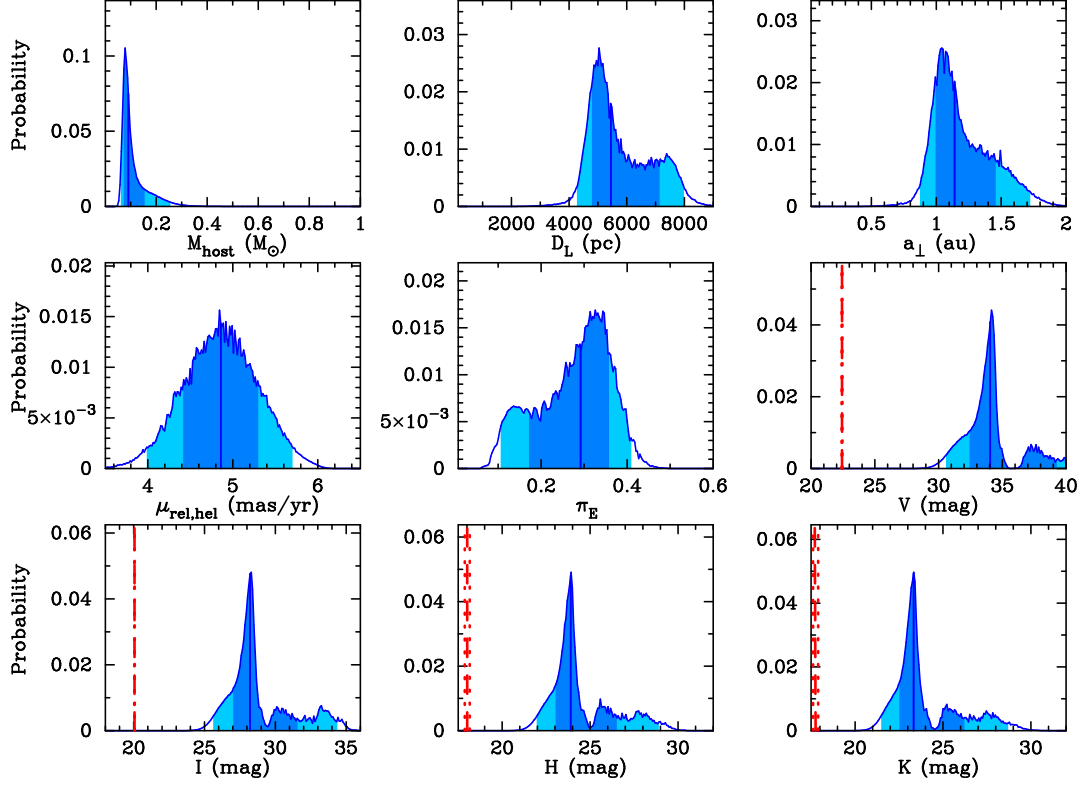 Probability
0 0.05 0.1
0.2 0.4 0.6 0.8 1
M_host (M_⊙)
0 0.01 0.02 0.03
2000 4000 6000 8000
D_L (pc)
0 0.01 0.02 0.03
0.5 1 1.5 2
a_⊥ (au)
Probability
0 5×10⁻³ 0.01 0.015 0.02
4 5 6
μ_rel,hel (mas/yr)
0 5×10⁻³ 0.01 0.015 0.02
0.2 0.4 0.6
π_E
0 0.02 0.04
20 25 30 35 40
V (mag)
Probability
0 0.02 0.04 0.06
20 25 30 35
I (mag)
0 0.02 0.04 0.06
20 25 30
H (mag)
0 0.02 0.04 0.06
20 25 30
K (mag)